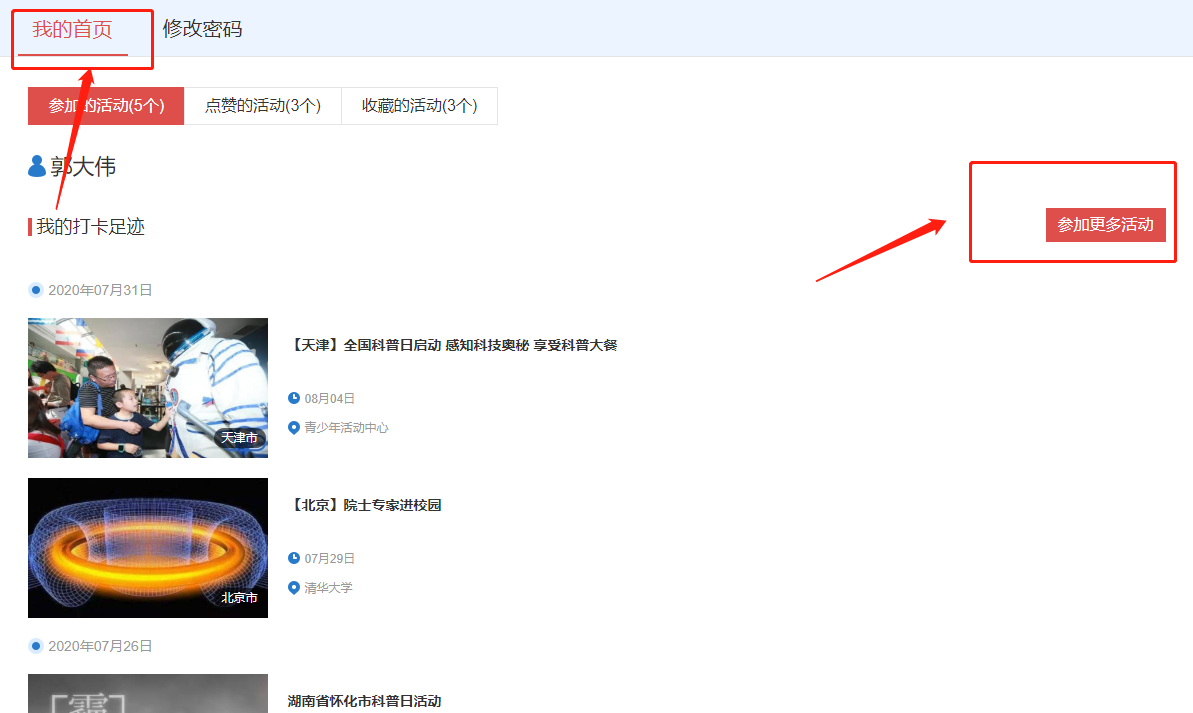 我的首页 修改密码
参加的活动(5个) 点赞的活动(3个) 收藏的活动(3个)
郭大伟
我的打卡足迹
参加更多活动
2020年07月31日
天津市
【天津】全国科普日启动 感知科技奥秘 享受科普大餐
08月04日
青少年活动中心
北京市
【北京】院士专家进校园
07月29日
清华大学
2020年07月26日
[霾]
湖南省怀化市科普日活动